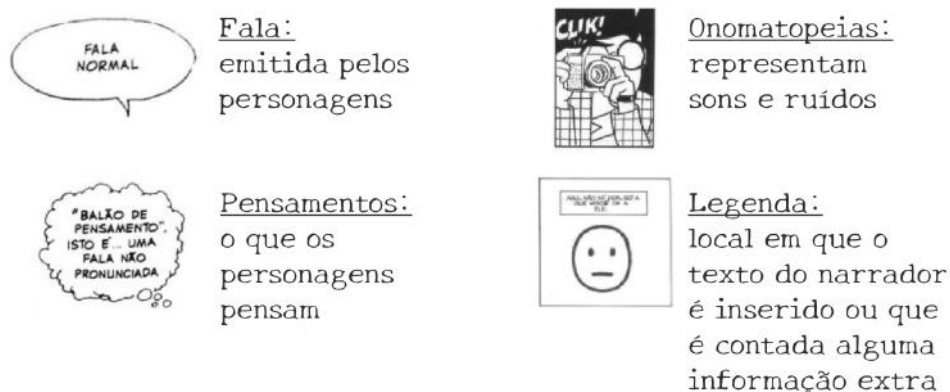 FALA
NORMAL
Fala:
emitida pelos
personagens
CLIK!
Onomatopeias:
representam
sons e ruídos
"BALÃO DE
PENSAMENTO",
ISTO É... UMA
FALA NÃO
PRONUNCIADA
Pensamentos:
o que os
personagens
pensam
Legenda:
local em que o
texto do narrador
é inserido ou que
é contada alguma
informação extra